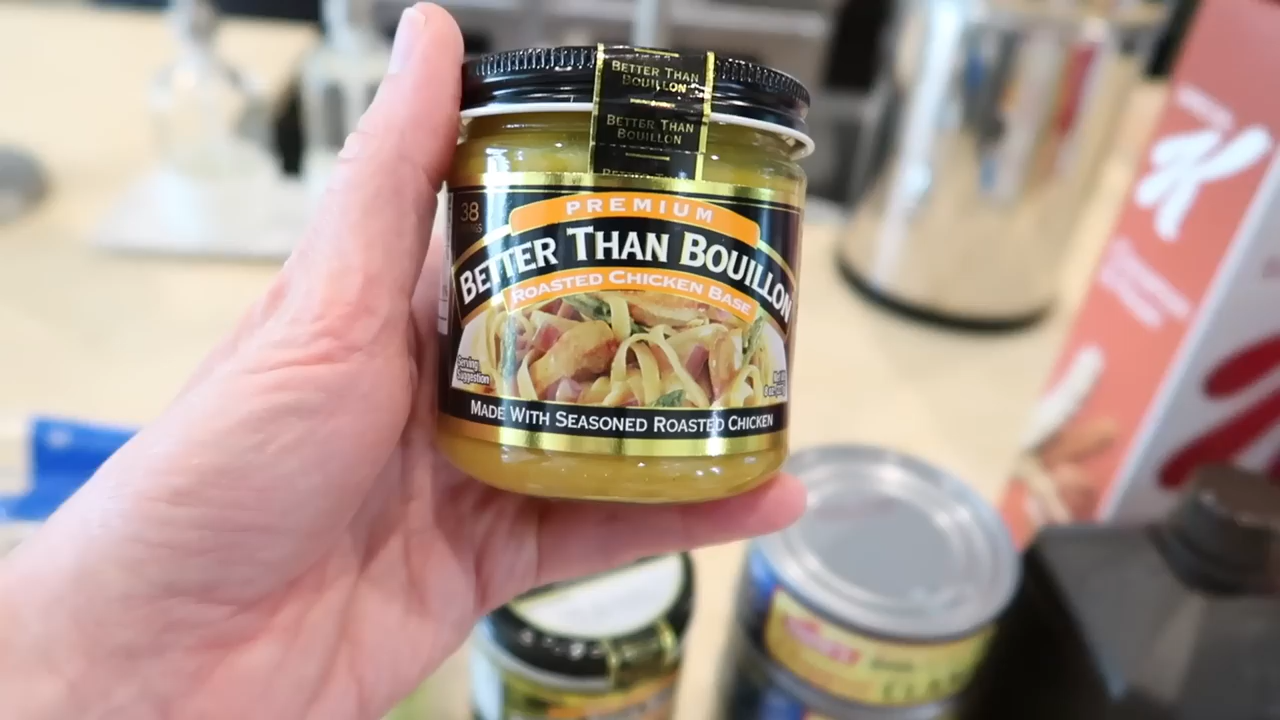 BETTER THAN
BOUILLON
BETTER THAN
BOUILLON
38
PREMIUM
BETTER THAN BOUILLON
ROASTED CHICKEN BASE
Serving
Suggestion
MADE WITH SEASONED ROASTED CHICKEN
K